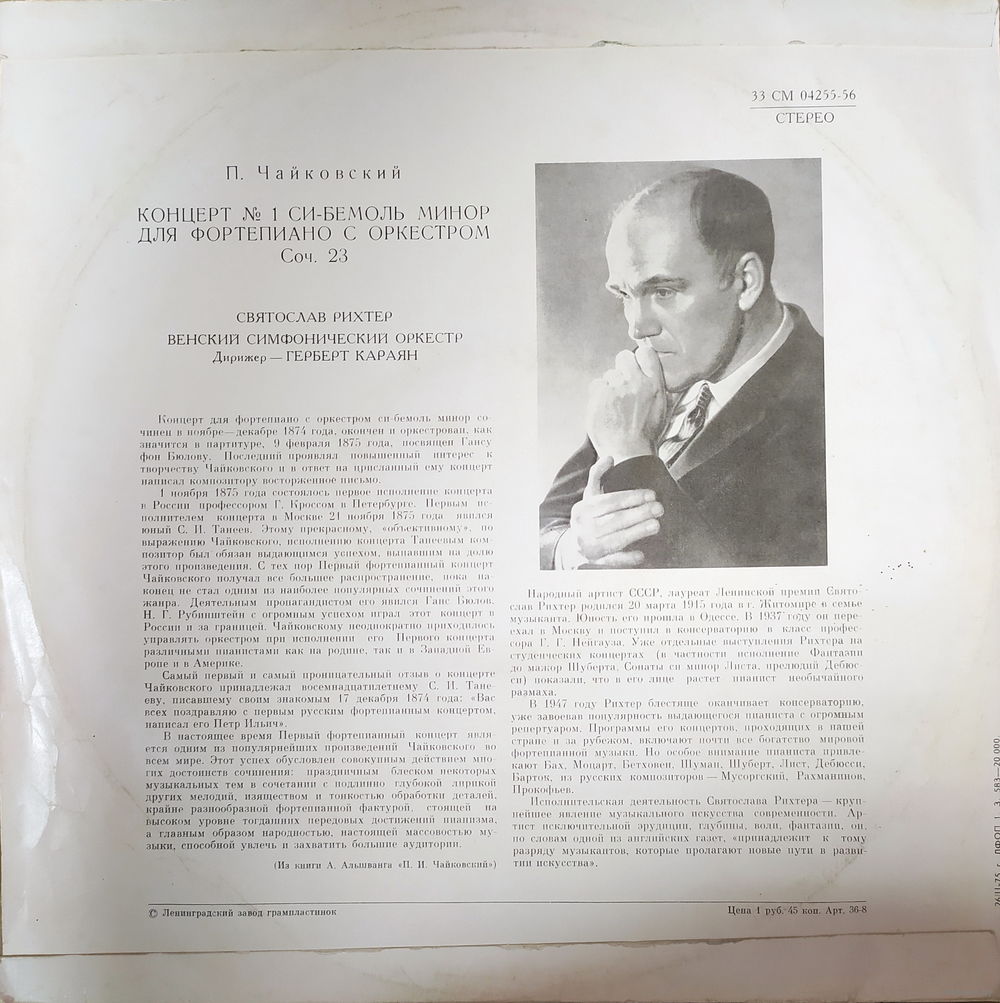 33 СМ 04255-56
СТЕРЕО
П. Чайковский
КОНЦЕРТ № 1 СИ-БЕМОЛЬ МИНОР
ДЛЯ ФОРТЕПИАНО С ОРКЕСТРОМ
Соч. 23
СВЯТОСЛАВ РИХТЕР
ВЕНСКИЙ СИМФОНИЧЕСКИЙ ОРКЕСТР
Дирижер — ГЕРБЕРТ КАРАЯН
Концерт для фортепиано с оркестром си-бемоль минор со-
чинен в ноябре—декабре 1874 года, окончен и оркестрован, как
значится в партитуре, 9 февраля 1875 года, посвящен Гансу
фон Бюлову. Последний проявлял повышенный интерес к
творчеству Чайковского и в ответ на присланный ему концерт
написал композитору восторженное письмо.
1 ноября 1875 года состоялось первое исполнение концерта
в России профессором Г. Кроссом в Петербурге. Первым ис-
полнителем концерта в Москве 21 ноября 1875 года явился
юный С. И. Танеев. Этому прекрасному, «объективному», по
выражению Чайковского, исполнению концерта Танеевым ком-
позитор был обязан выдающимся успехом, выпавшим на долю
этого произведения. С тех пор Первый фортепианный концерт
Чайковского получал все большее распространение, пока на-
конец не стал одним из наиболее популярных сочинений этого
жанра. Деятельным пропагандистом его явился Ганс Бюлов.
Н. Г. Рубинштейн с огромным успехом играл этот концерт в
России и за границей. Чайковскому неоднократно приходилось
управлять оркестром при исполнении его Первого концерта
различными пианистами как на родине, так и в Западной Ев-
ропе и в Америке.
Самый первый и самый проницательный отзыв о концерте
Чайковского принадлежал восемнадцатилетнему С. И. Тане-
еву, писавшему своим знакомым 17 декабря 1874 года: «Вас
всех поздравляю с первым русским фортепианным концертом,
написал его Петр Ильич».
В настоящее время Первый фортепианный концерт явля-
ется одним из популярнейших произведений Чайковского во
всем мире. Этот успех обусловлен совокупным действием мно-
гих достоинств сочинения: праздничным блеском некоторых
музыкальных тем в сочетании с подлинно глубокой лирикой
других мелодий, изяществом и тонкостью обработки деталей,
крайне разнообразной фортепианной фактурой, стоящей на
высоком уровне тогдашних передовых достижений пианизма,
а главным образом народностью, настоящей массовостью му-
зыки, способной увлечь и захватить большие аудитории.
(Из книги А. Альшванга «П. И. Чайковский»)
Народный артист СССР, лауреат Ленинской премии Свято-
слав Рихтер родился 20 марта 1915 года в г. Житомире в семье
музыканта. Юность его прошла в Одессе. В 1937 году он пере-
ехал в Москву и поступил в консерваторию в класс профес-
сора Г. Г. Нейгауза. Уже отдельные выступления Рихтера на
студенческих концертах (в частности исполнение Фантазии
до мажор Шуберта, Сонаты си минор Листа, прелюдий Дебюс-
си) показали, что в его лице растет пианист необычайного
размаха.
В 1947 году Рихтер блестяще оканчивает консерваторию,
уже завоевав популярность выдающегося пианиста с огромным
репертуаром. Программы его концертов, проходящих в нашей
стране и за рубежом, включают почти все богатство мировой
фортепианной музыки. Но особое внимание пианиста привле-
кают Бах, Моцарт, Бетховен, Шуман, Шуберт, Лист, Дебюсси,
Барток, из русских композиторов — Мусоргский, Рахманинов,
Прокофьев.
Исполнительская деятельность Святослава Рихтера — круп-
нейшее явление музыкального искусства современности. Ар-
тист исключительной эрудиции, глубины, воли, фантазии, он,
по словам одной из английских газет, «принадлежит к тому
разряду музыкантов, которые пролагают новые пути в разви-
тии искусства».
© Ленинградский завод грампластинок
Цена 1 руб. 45 коп. Арт. 36-8
ЛФОП 1 З. 583—20 000